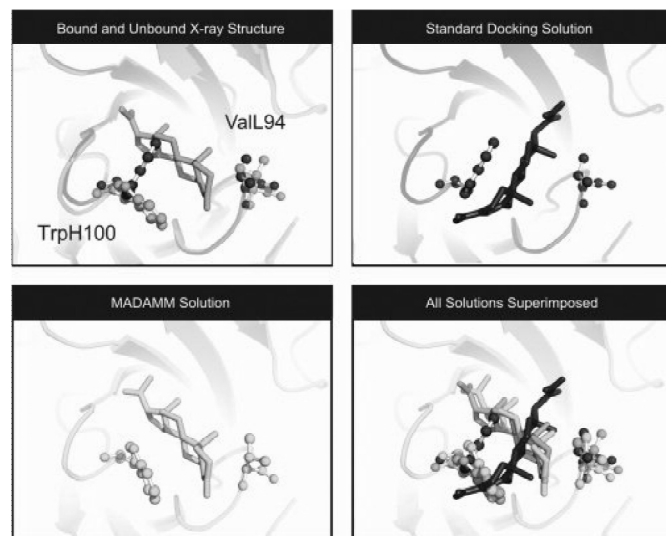 Bound and Unbound X-ray Structure
Standard Docking Solution
ValL94
TrpH100
MADAMM Solution
All Solutions Superimposed